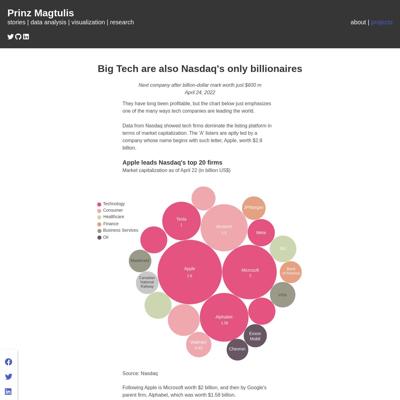 Prinz Magtulis
stories | data analysis | visualization | research
about | projects
Big Tech are also Nasdaq's only billionaires
Next company after billion-dollar mark worth just $600 m
April 24, 2022
They have long been profitable, but the chart below just emphasizes
one of the many ways tech companies are leading the world.
Data from Nasdaq showed tech firms dominate the listing platform in
terms of market capitalization. The 'A' listers are aptly led by a
company whose name begins with such letter, Apple, worth $2.8
billion.
Apple leads Nasdaq's top 20 firms
Market capitalization as of April 22 (in billion US$)
Technology
Consumer
Healthcare
Finance
Business Services
Oil
JPMorgan
Tesla
1
Amazon
Meta
Mastercard
Apple
Microsoft
2
Bank
of America
Canadian
National
Railway
VISA
Alphabet
1.58
Exxon
Mobil
Walmart
Chevron
Source: Nasdaq
Following Apple is Microsoft worth $2 billion, and then by Google's
parent firm, Alphabet, which was worth $1.58 billion.